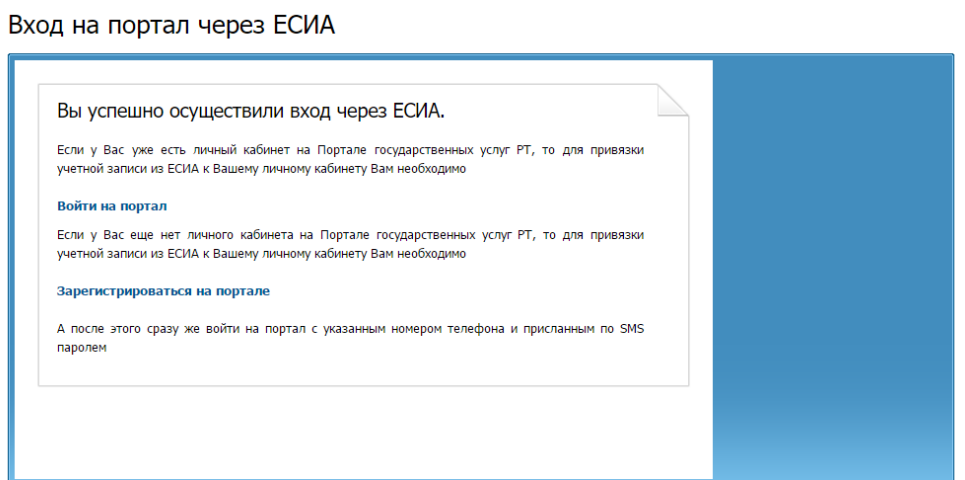 Вход на портал через ЕСИА
Вы успешно осуществили вход через ЕСИА.
Если у Вас уже есть личный кабинет на Портале государственных услуг РТ, то для привязки
учетной записи из ЕСИА к Вашему личному кабинету Вам необходимо
Войти на портал
Если у Вас еще нет личного кабинета на Портале государственных услуг РТ, то для привязки
учетной записи из ЕСИА к Вашему личному кабинету Вам необходимо
Зарегистрироваться на портале
А после этого сразу же войти на портал с указанным номером телефона и присланным по SMS
паролем